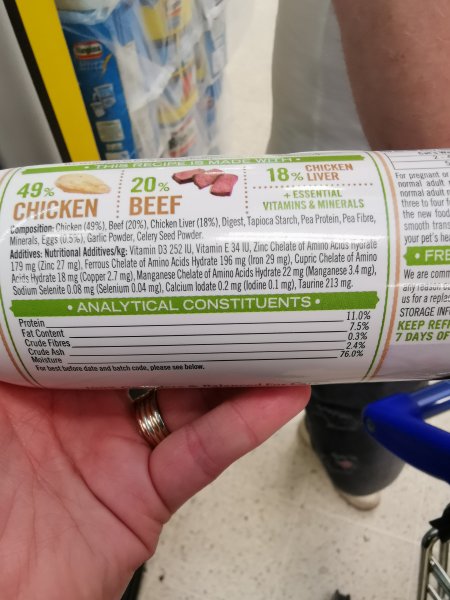 • THIS RECIPE IS MADE WITH •
49%
CHICKEN
20%
BEEF
18% CHICKEN
LIVER
+ ESSENTIAL
VITAMINS & MINERALS
Composition: Chicken (49%), Beef (20%), Chicken Liver (18%), Digest, Tapioca Starch, Pea Protein, Pea Fibre,
Minerals, Eggs (0.5%), Garlic Powder, Celery Seed Powder.
Additives: Nutritional Additives/kg: Vitamin D3 252 IU, Vitamin E 34 IU, Zinc Chelate of Amino Acids Hydrate
179 mg (Zinc 27 mg), Ferrous Chelate of Amino Acids Hydrate 196 mg (Iron 29 mg), Cupric Chelate of Amino
Acids Hydrate 18 mg (Copper 2.7 mg), Manganese Chelate of Amino Acids Hydrate 22 mg (Manganese 3.4 mg),
Sodium Selenite 0.08 mg (Selenium 0.04 mg), Calcium Iodate 0.2 mg (Iodine 0.1 mg), Taurine 213 mg.
• ANALYTICAL CONSTITUENTS •
Protein 11.0%
Fat Content 7.5%
Crude Fibres 0.3%
Crude Ash 2.4%
Moisture 76.0%
For best before date and batch code, please see below.
For pregnant or
normal adult
normal adult
three to four
the new food
smooth trans
your pet's he
• FRE
We are comm
any reason
us for a repla
STORAGE INF
KEEP REF
7 DAYS OF